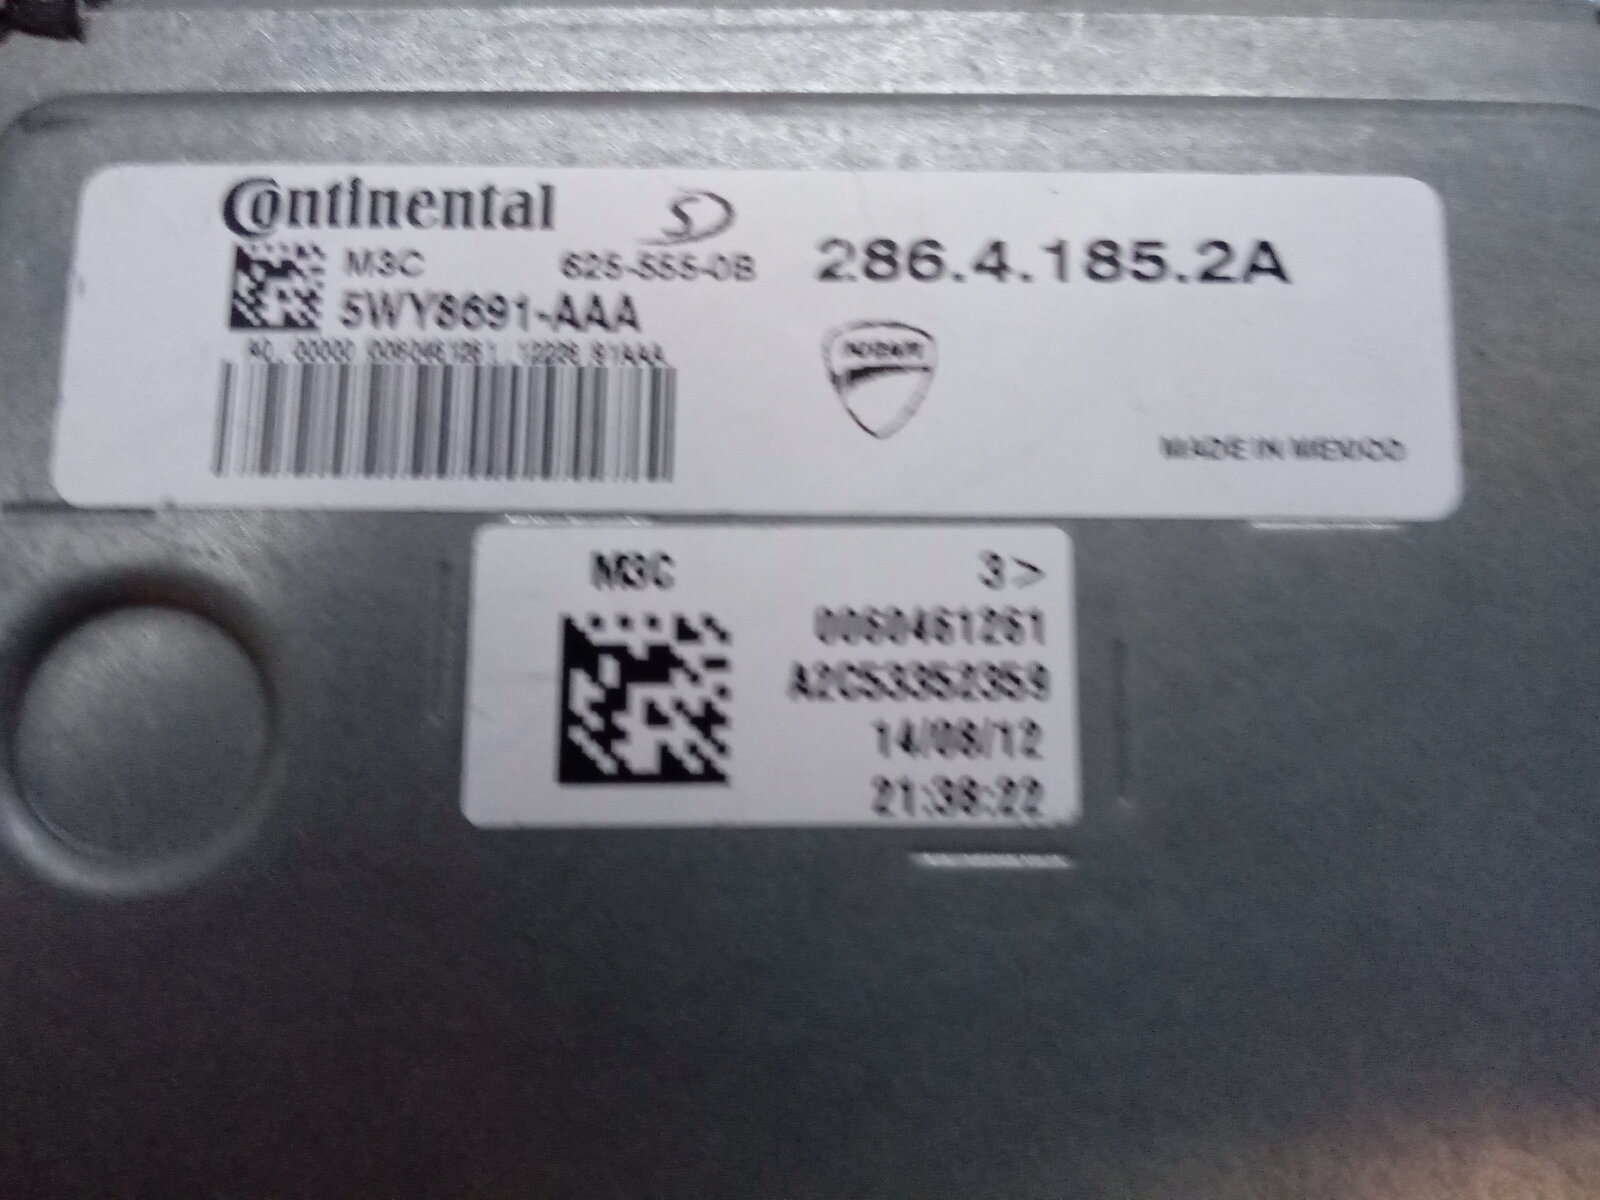 Continental
M3C 625-555-0B
286.4.185.2A
5WY8691-AAA
MADE IN MEXICO
M3C 3>
0060461261
A2C53352359
14/08/12
21:38:22